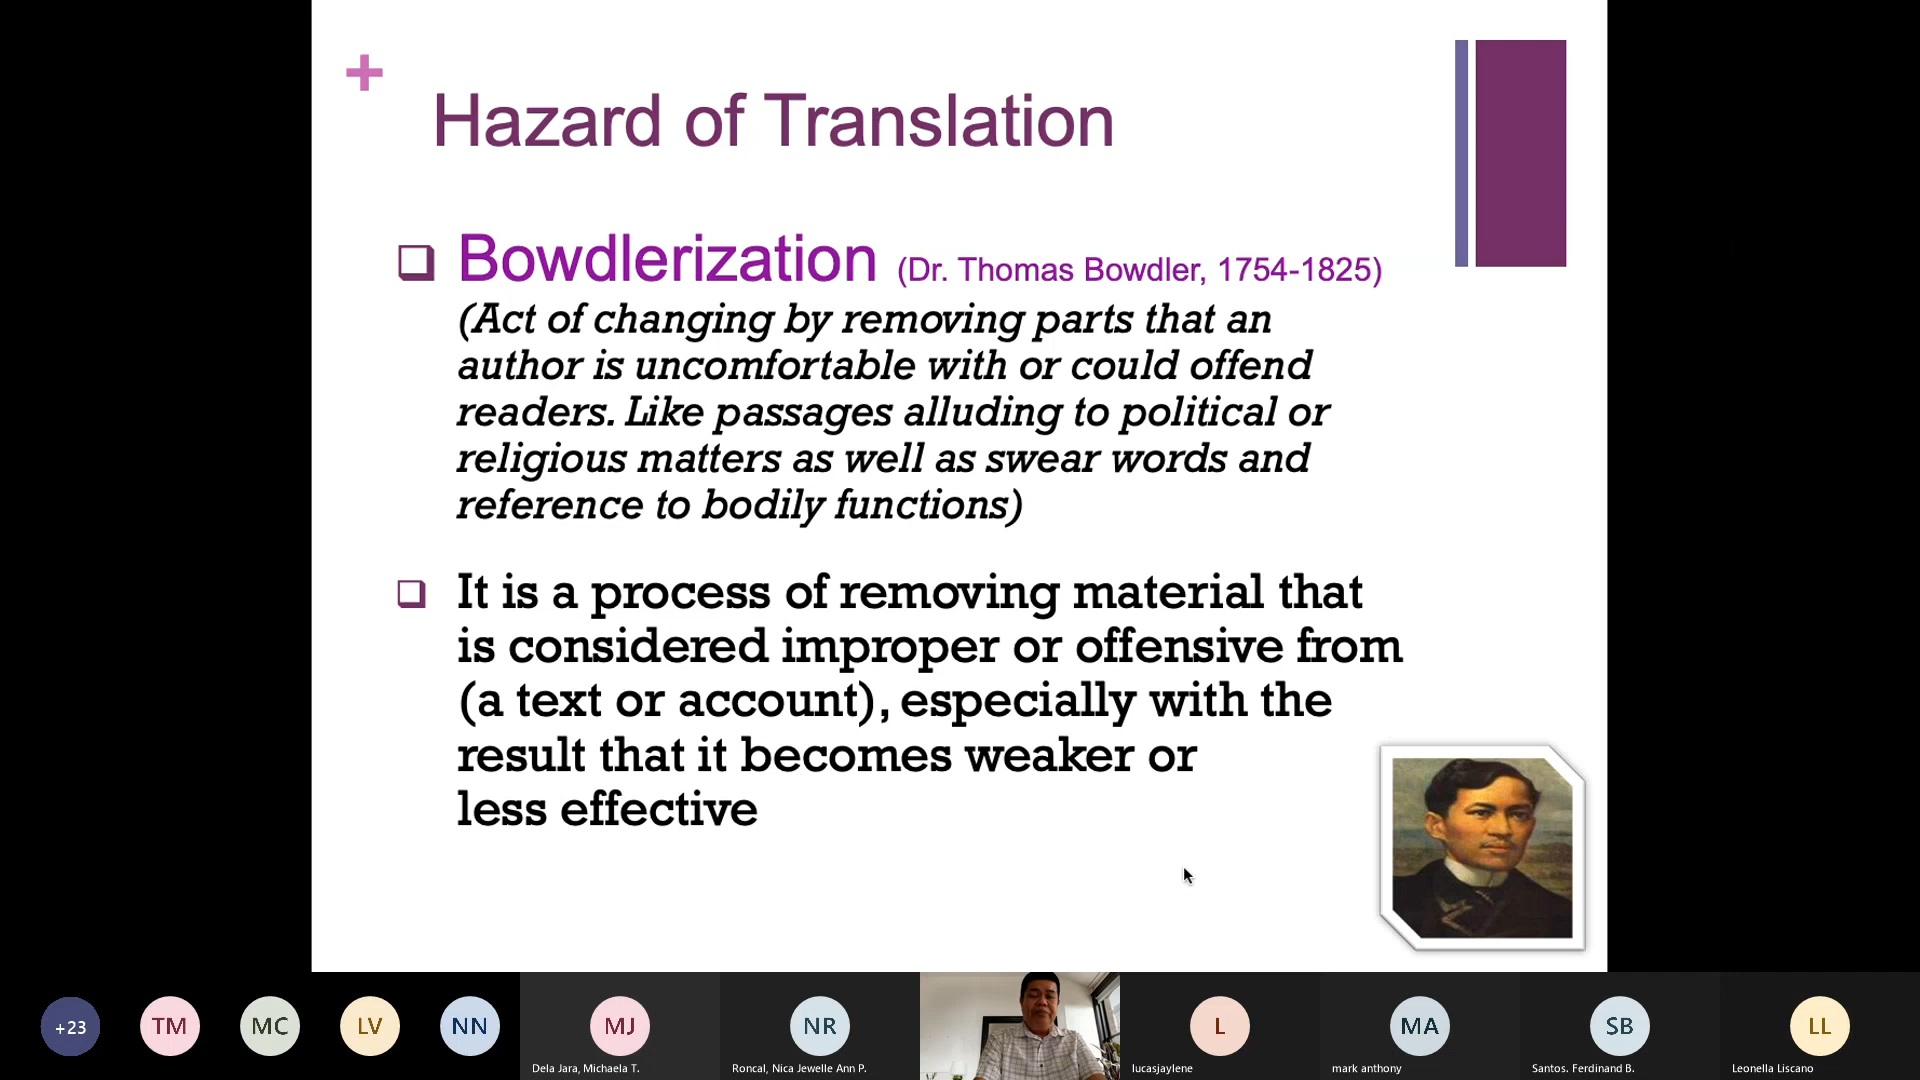 +
Hazard of Translation
Bowdlerization (Dr. Thomas Bowdler, 1754-1825)
(Act of changing by removing parts that an
author is uncomfortable with or could offend
readers. Like passages alluding to political or
religious matters as well as swear words and
reference to bodily functions)
It is a process of removing material that
is considered improper or offensive from
(a text or account), especially with the
result that it becomes weaker or
less effective
+23
TM
MC
LV
NN
MJ
Dela Jara, Michaela T.
NR
Roncal, Nica Jewelle Ann P.
L
lucasjaylene
MA
mark anthony
SB
Santos. Ferdinand B.
LL
Leonella Liscano